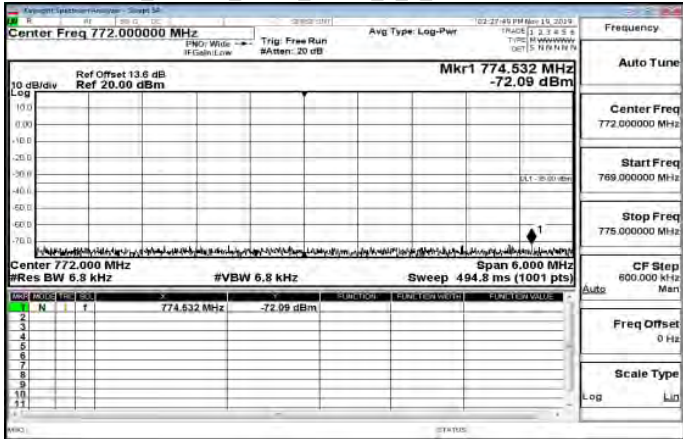 Keysight Spectrum Analyzer - Swept SA
Center Freq 772.000000 MHz
PNO: Wide
IFGain:Low
Trig: Free Run
#Atten: 20 dB
Avg Type: Log-Pwr
02:27:49 PM Nov 19, 2019
TRACE 1 2 3 4 5 6
TYPE M WWWWW
DET S N N N N N
Ref Offset 13.6 dB
Ref 20.00 dBm
10 dB/div
Log
Mkr1 774.532 MHz
-72.09 dBm
10.0
0.00
-10.0
-20.0
-30.0
-40.0
-50.0
-60.0
-70.0
1
Center 772.000 MHz
#Res BW 6.8 kHz
#VBW 6.8 kHz
Span 6.000 MHz
Sweep 494.8 ms (1001 pts)
MKR MODE TRC SCL X Y FUNCTION FUNCTION WIDTH FUNCTION VALUE
1 N 1 f 774.532 MHz -72.09 dBm
2
3
4
5
6
7
8
9
10
11
MSG
STATUS
Frequency
Auto Tune
Center Freq
772.000000 MHz
Start Freq
769.000000 MHz
Stop Freq
775.000000 MHz
CF Step
600.000 kHz
Auto Man
Freq Offset
0 Hz
Scale Type
Log Lin